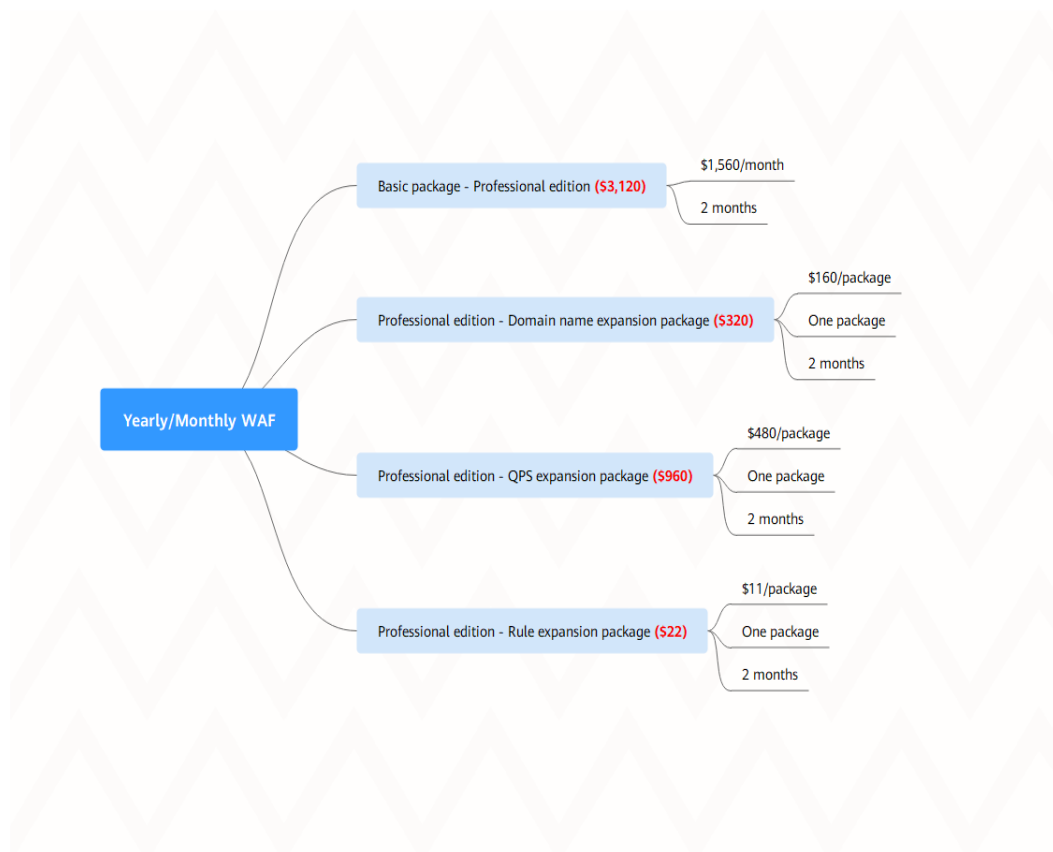 Yearly/Monthly WAF
Basic package - Professional edition ($3,120)
$1,560/month
2 months
Professional edition - Domain name expansion package ($320)
$160/package
One package
2 months
Professional edition - QPS expansion package ($960)
$480/package
One package
2 months
Professional edition - Rule expansion package ($22)
$11/package
One package
2 months